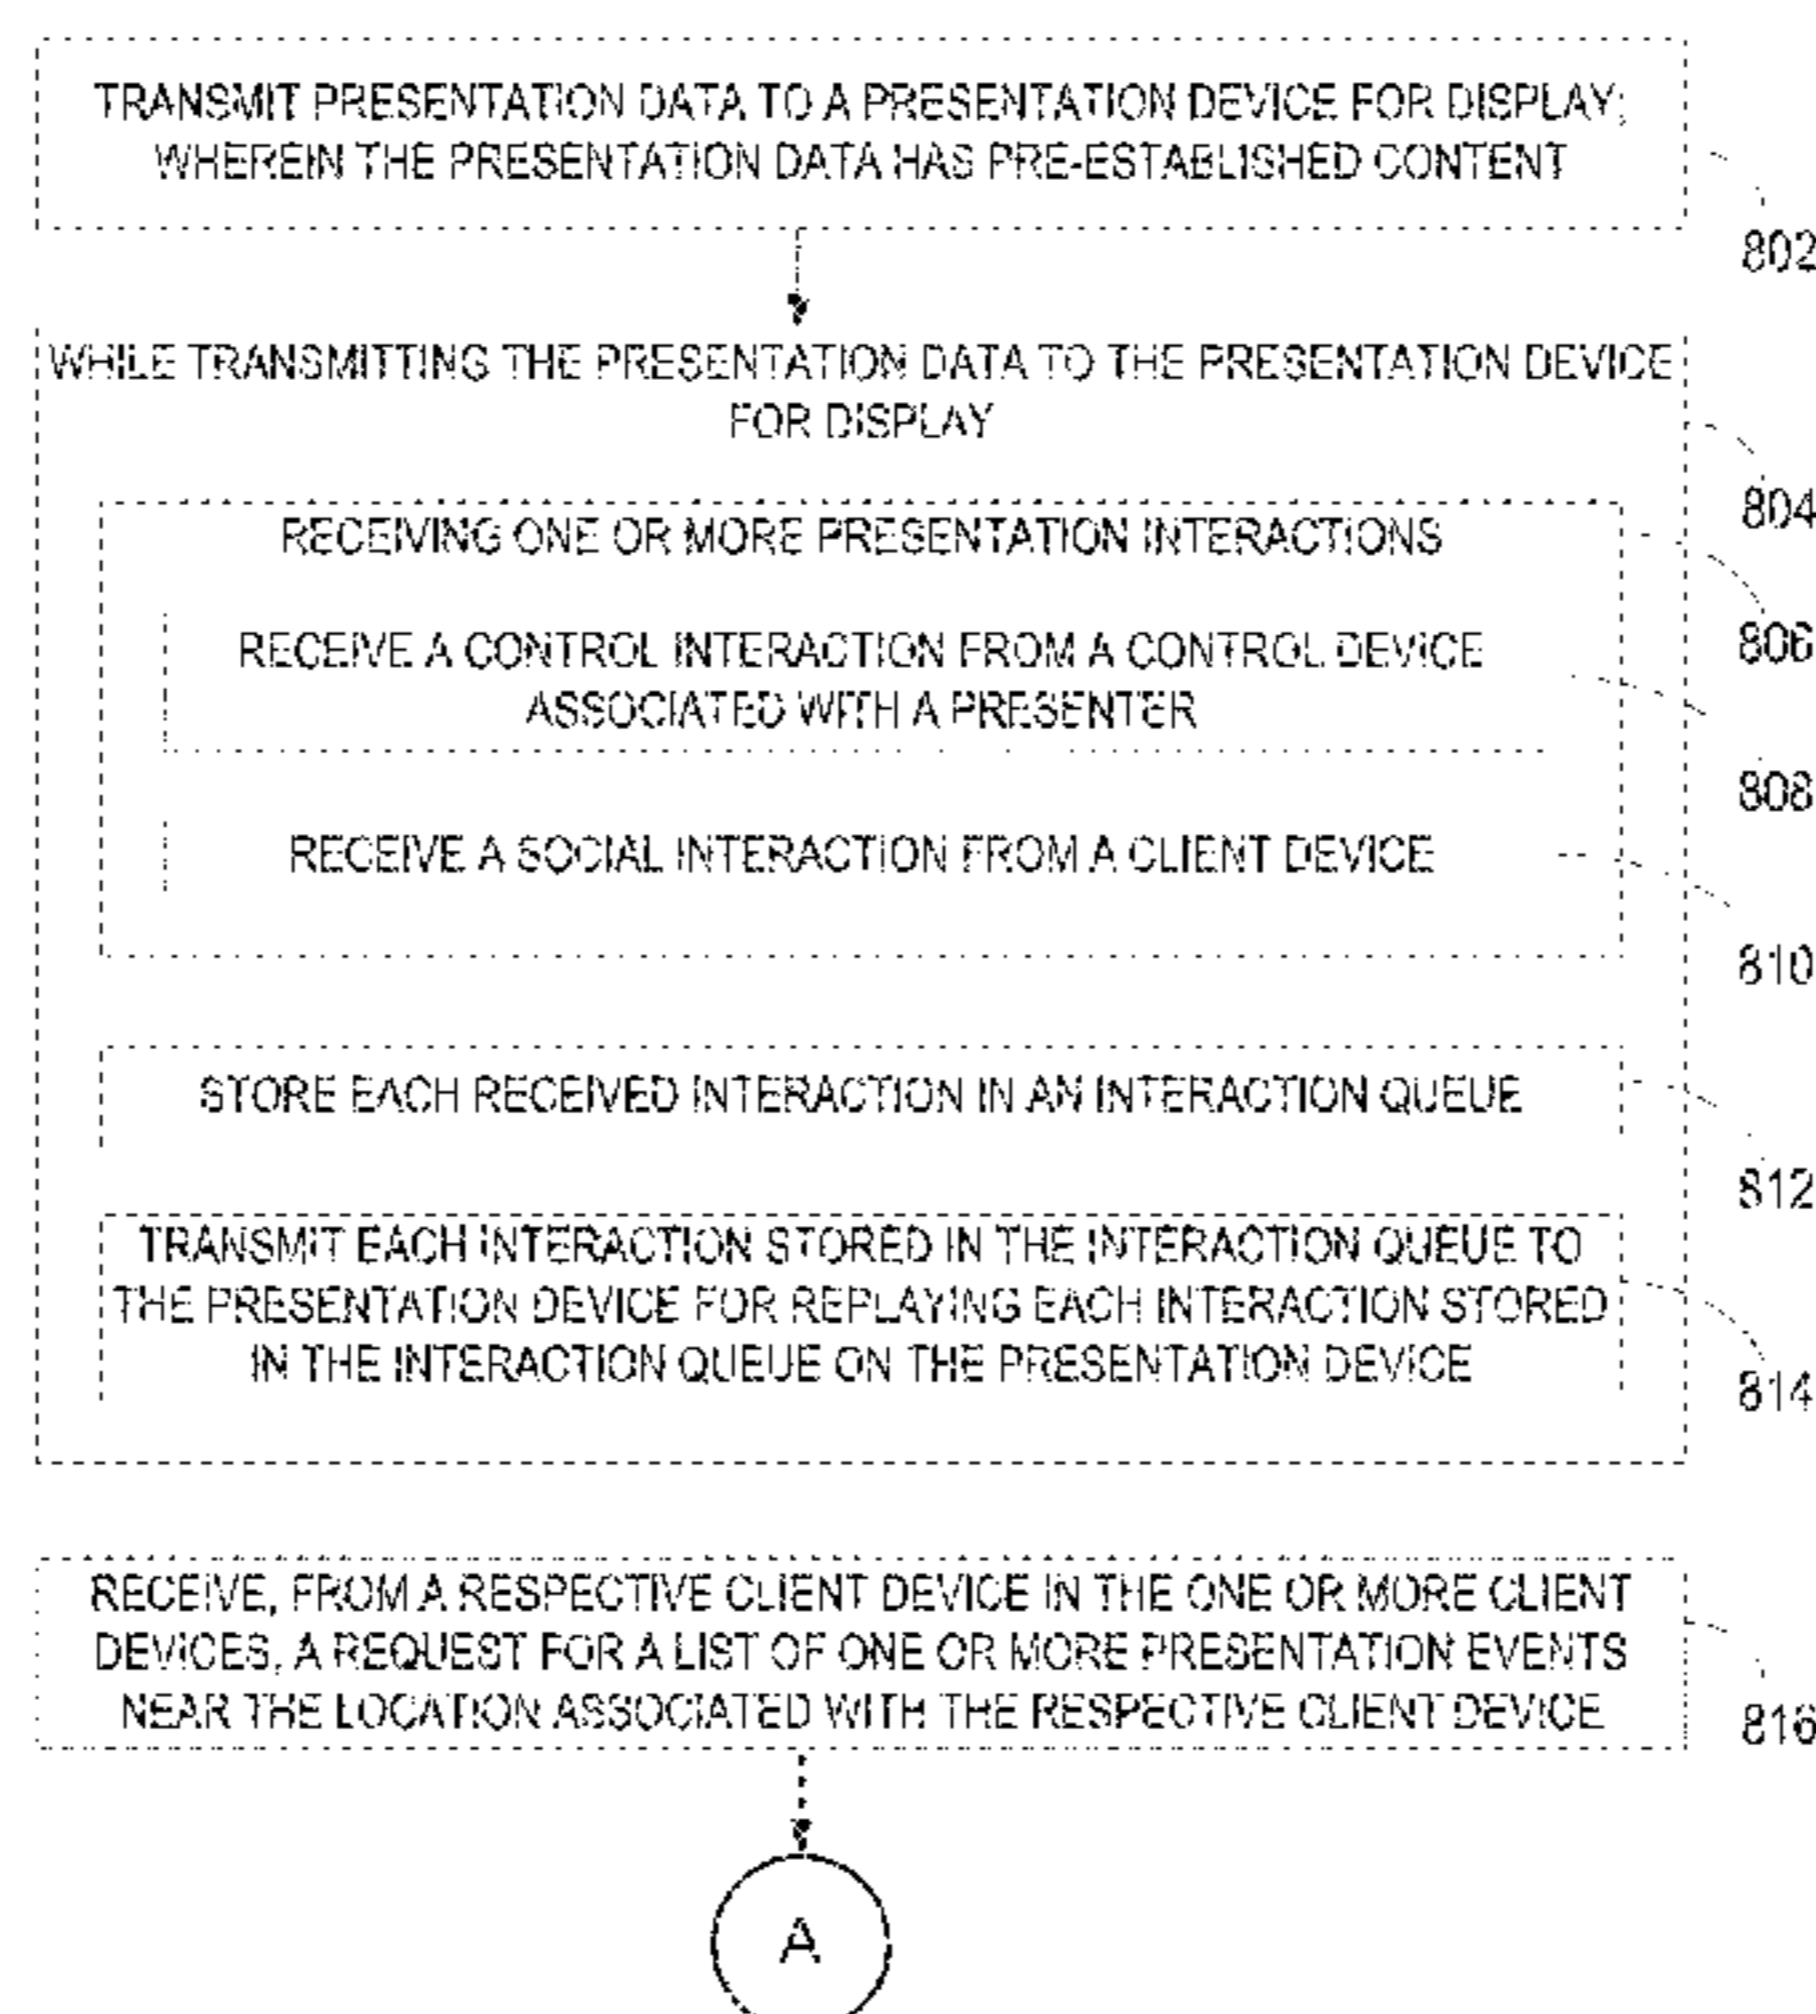 TRANSMIT PRESENTATION DATA TO A PRESENTATION DEVICE FOR DISPLAY;
WHEREIN THE PRESENTATION DATA HAS PRE-ESTABLISHED CONTENT
802
WHILE TRANSMITTING THE PRESENTATION DATA TO THE PRESENTATION DEVICE
FOR DISPLAY
804
RECEIVING ONE OR MORE PRESENTATION INTERACTIONS
806
RECEIVE A CONTROL INTERACTION FROM A CONTROL DEVICE
ASSOCIATED WITH A PRESENTER
808
RECEIVE A SOCIAL INTERACTION FROM A CLIENT DEVICE
810
STORE EACH RECEIVED INTERACTION IN AN INTERACTION QUEUE
812
TRANSMIT EACH INTERACTION STORED IN THE INTERACTION QUEUE TO
THE PRESENTATION DEVICE FOR REPLAYING EACH INTERACTION STORED
IN THE INTERACTION QUEUE ON THE PRESENTATION DEVICE
814
RECEIVE, FROM A RESPECTIVE CLIENT DEVICE IN THE ONE OR MORE CLIENT
DEVICES, A REQUEST FOR A LIST OF ONE OR MORE PRESENTATION EVENTS
NEAR THE LOCATION ASSOCIATED WITH THE RESPECTIVE CLIENT DEVICE
816
A